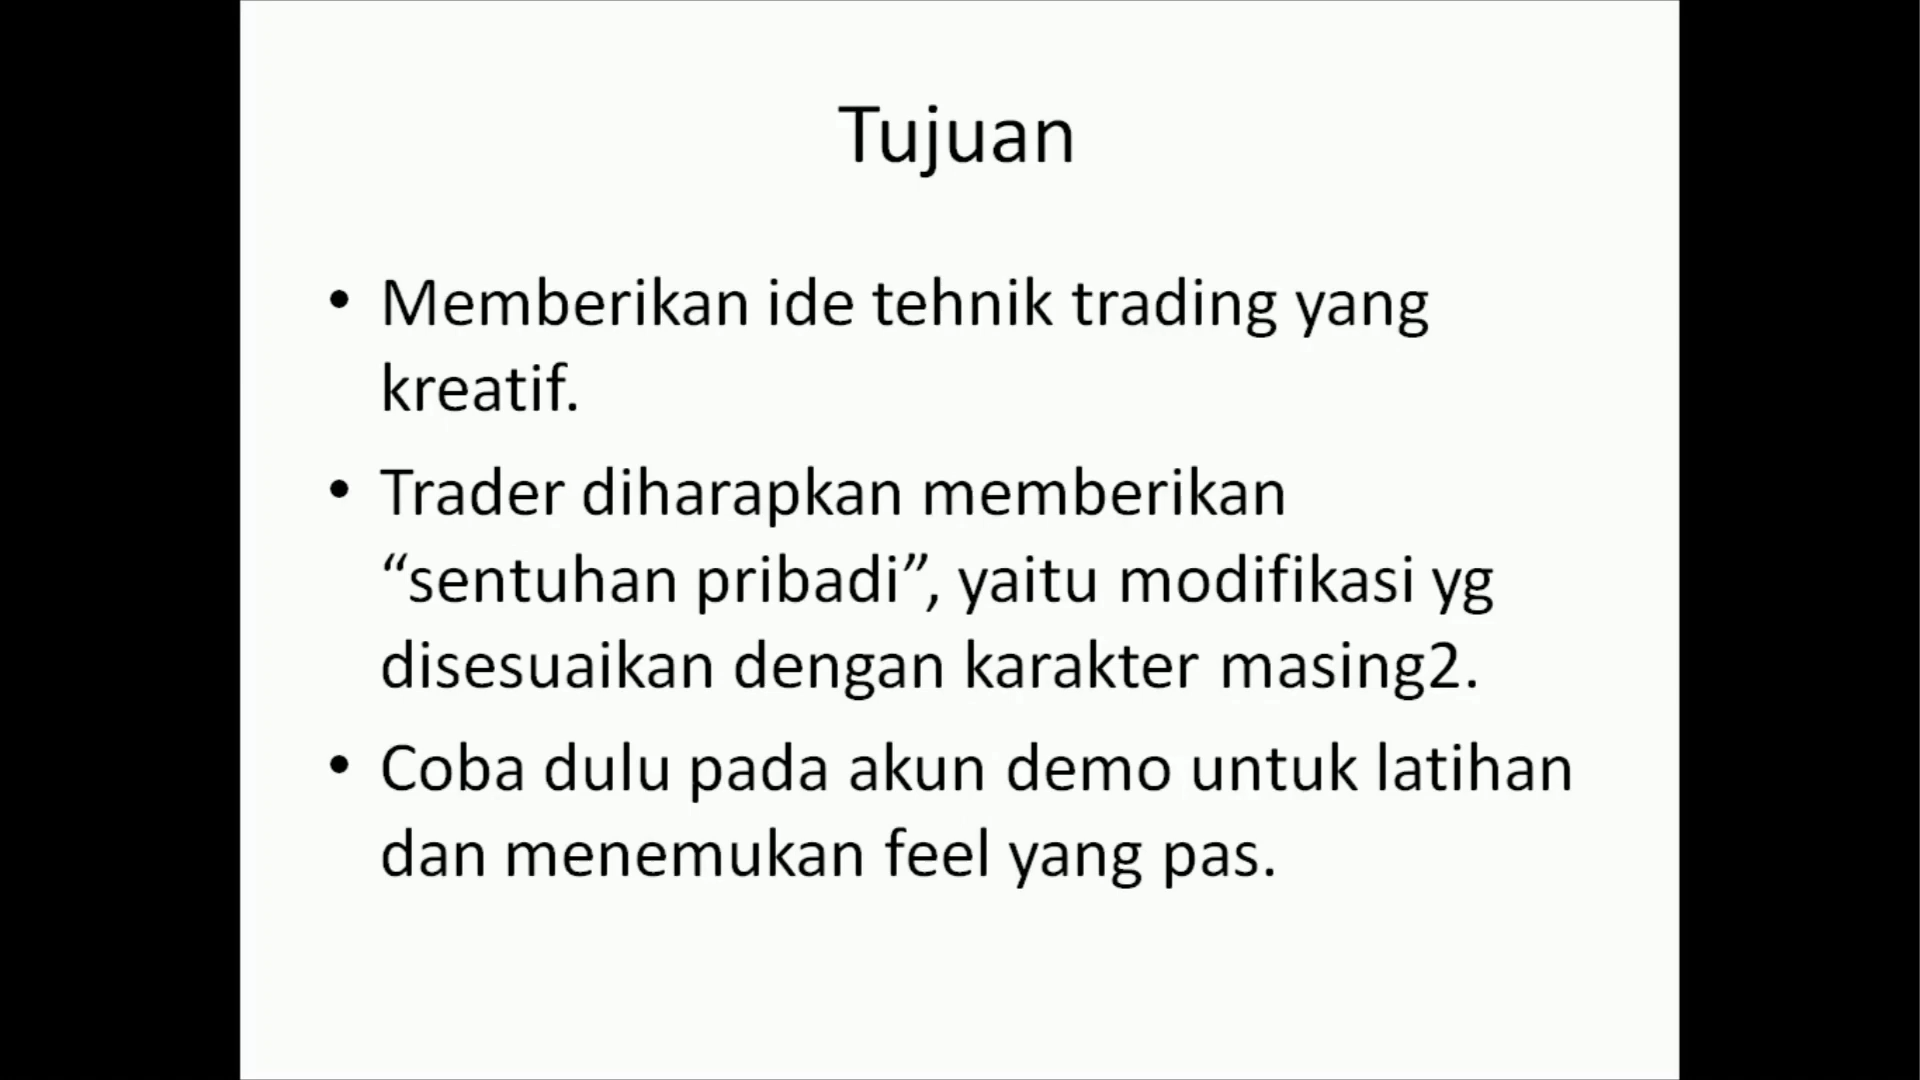 Tujuan
• Memberikan ide tehnik trading yang
kreatif.
• Trader diharapkan memberikan
“sentuhan pribadi”, yaitu modifikasi yg
disesuaikan dengan karakter masing2.
• Coba dulu pada akun demo untuk latihan
dan menemukan feel yang pas.